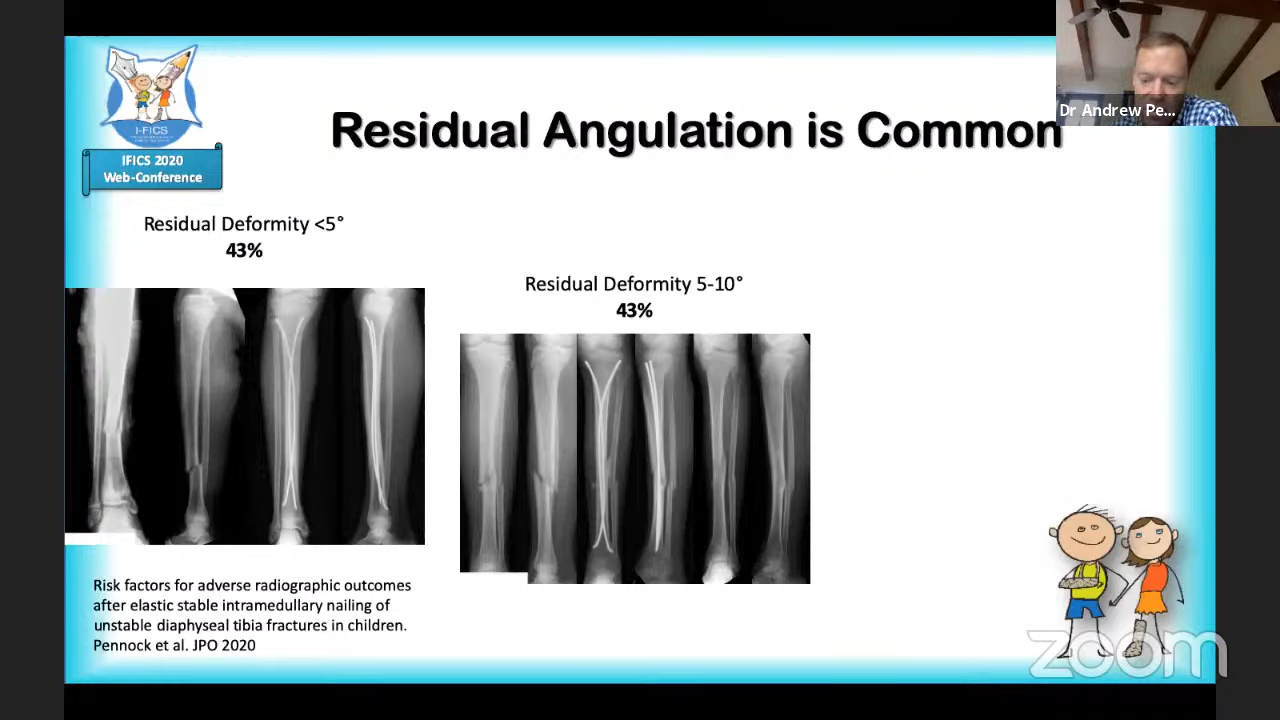 I-FICS
IFICS 2020
Web-Conference
Residual Angulation is Common
Dr Andrew Pe...
Residual Deformity <5°
43%
Residual Deformity 5-10°
43%
Risk factors for adverse radiographic outcomes
after elastic stable intramedullary nailing of
unstable diaphyseal tibia fractures in children.
Pennock et al. JPO 2020
zoom